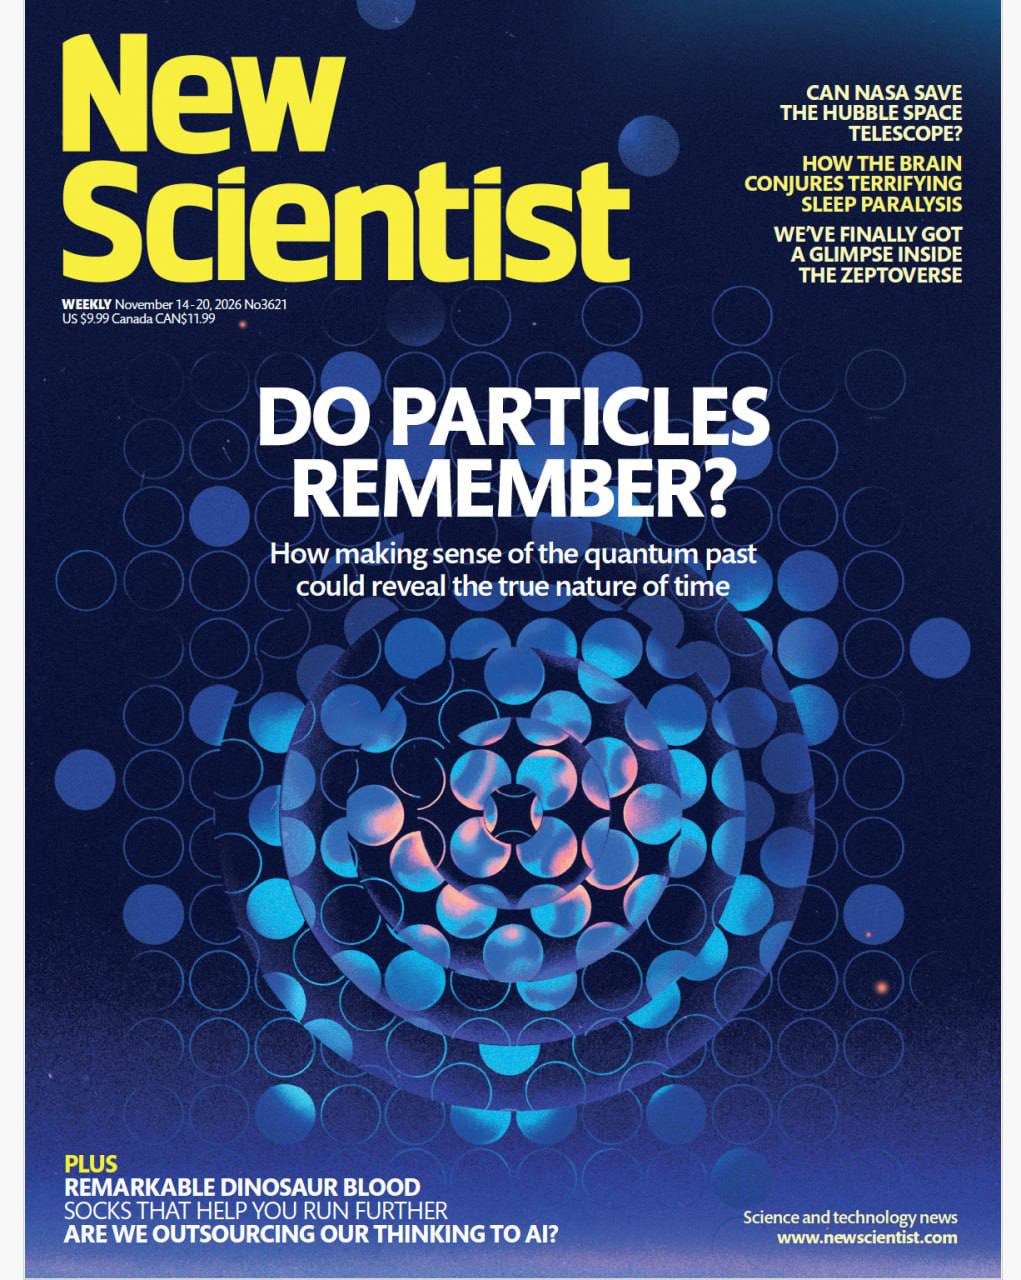 New
Scientist
CAN NASA SAVE
THE HUBBLE SPACE
TELESCOPE?
HOW THE BRAIN
CONJURES TERRIFYING
SLEEP PARALYSIS
WE’VE FINALLY GOT
A GLIMPSE INSIDE
THE ZEPTOVERSE
WEEKLY November 14-20, 2026 No3621
US $9.99 Canada CAN$11.99
DO PARTICLES
REMEMBER?
How making sense of the quantum past
could reveal the true nature of time
PLUS
REMARKABLE DINOSAUR BLOOD
SOCKS THAT HELP YOU RUN FURTHER
ARE WE OUTSOURCING OUR THINKING TO AI?
Science and technology news
www.newscientist.com